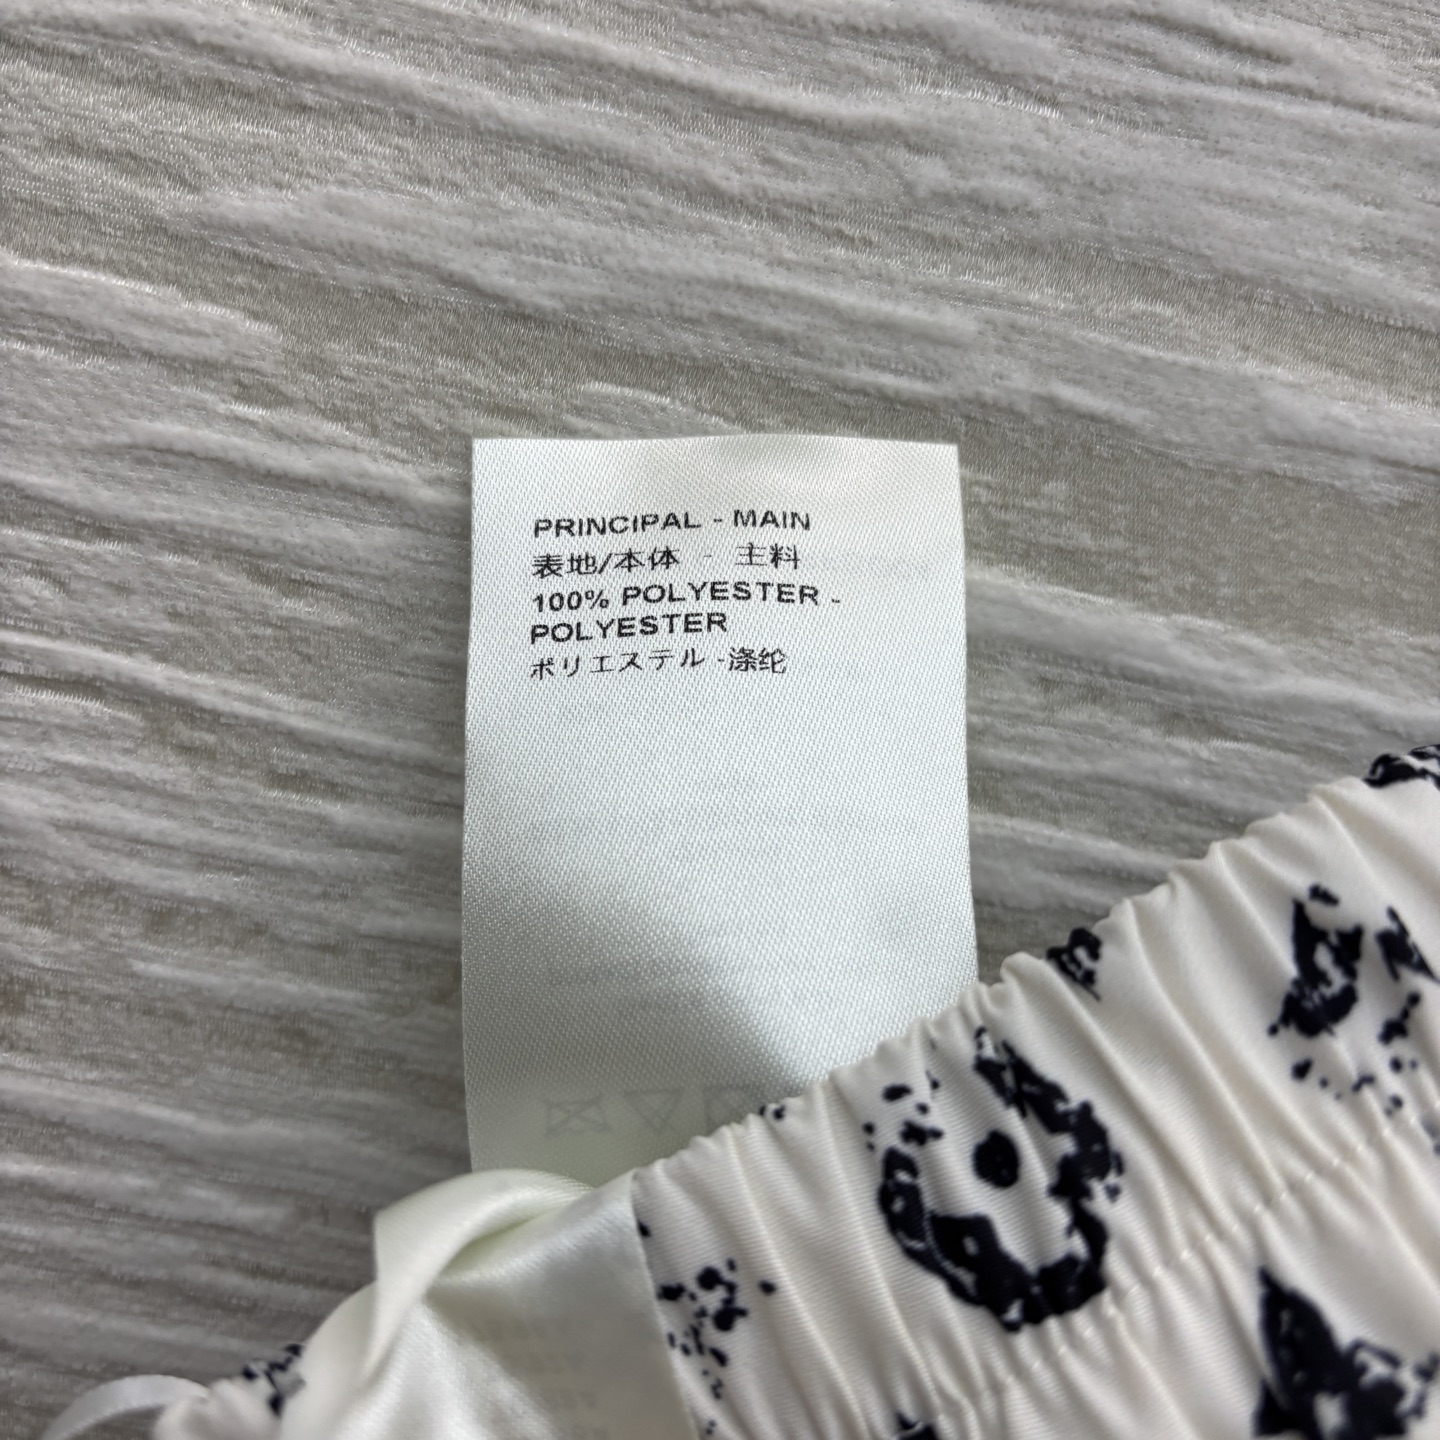 PRINCIPAL - MAIN
表地/本体 - 主料
100% POLYESTER -
POLYESTER
ポリエステル -涤纶